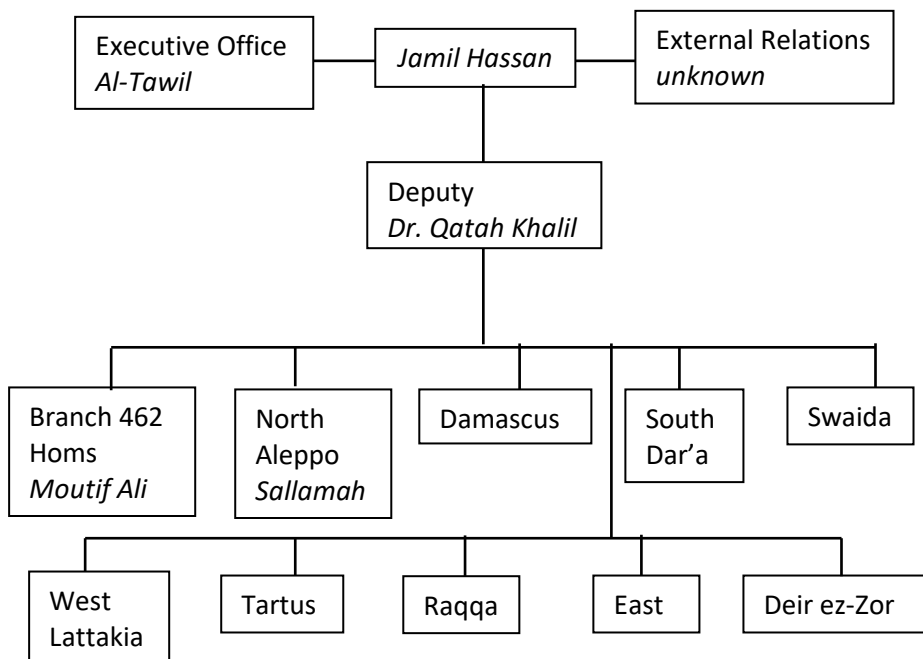 Executive Office
Al-Tawil
Jamil Hassan
External Relations
unknown
Deputy
Dr. Qatah Khalil
Branch 462
Homs
Moutif Ali
North
Aleppo
Sallamah
Damascus
South
Dar’a
Swaida
West
Lattakia
Tartus
Raqqa
East
Deir ez-Zor